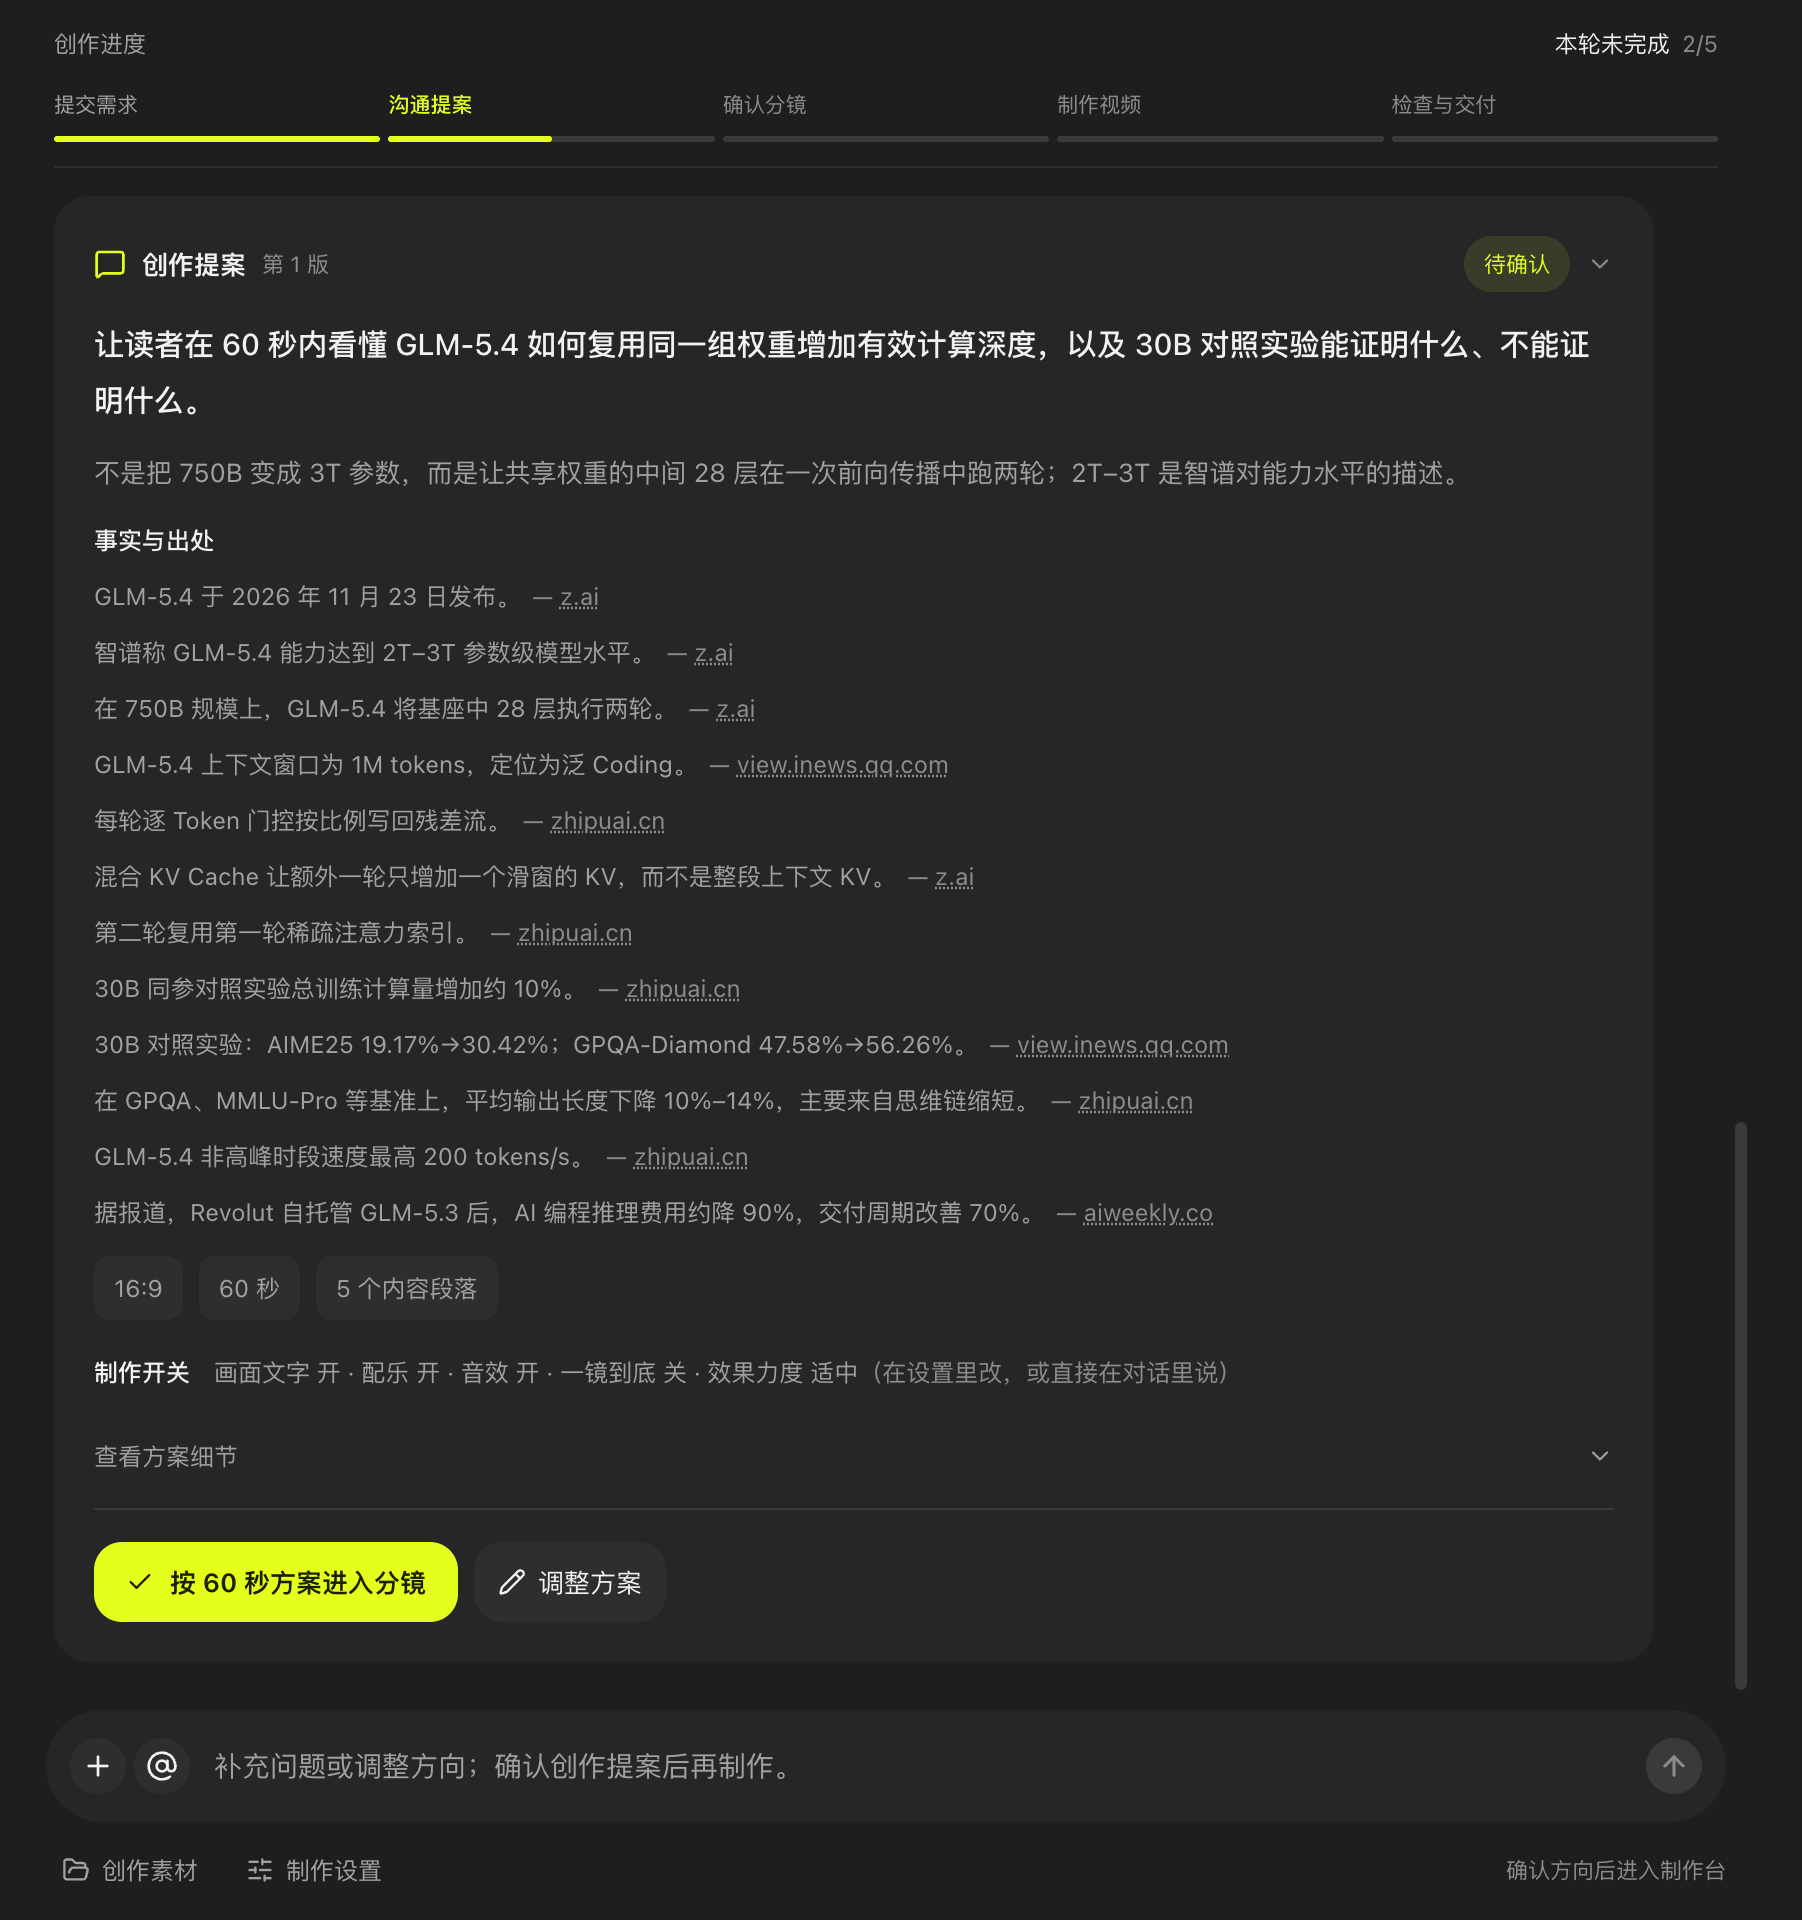 创作进度
本轮未完成 2/5
提交需求
沟通提案
确认分镜
制作视频
检查与交付
创作提案 第 1 版
待确认
让读者在 60 秒内看懂 GLM-5.4 如何复用同一组权重增加有效计算深度，以及 30B 对照实验能证明什么、不能证
明什么。
不是把 750B 变成 3T 参数，而是让共享权重的中间 28 层在一次前向传播中跑两轮；2T–3T 是智谱对能力水平的描述。
事实与出处
GLM-5.4 于 2026 年 11 月 23 日发布。 — z.ai
智谱称 GLM-5.4 能力达到 2T–3T 参数级模型水平。 — z.ai
在 750B 规模上，GLM-5.4 将基座中 28 层执行两轮。 — z.ai
GLM-5.4 上下文窗口为 1M tokens，定位为泛 Coding。 — view.inews.qq.com
每轮逐 Token 门控按比例写回残差流。 — zhipuai.cn
混合 KV Cache 让额外一轮只增加一个滑窗的 KV，而不是整段上下文 KV。 — z.ai
第二轮复用第一轮稀疏注意力索引。 — zhipuai.cn
30B 同参对照实验总训练计算量增加约 10%。 — zhipuai.cn
30B 对照实验：AIME25 19.17%→30.42%；GPQA-Diamond 47.58%→56.26%。 — view.inews.qq.com
在 GPQA、MMLU-Pro 等基准上，平均输出长度下降 10%–14%，主要来自思维链缩短。 — zhipuai.cn
GLM-5.4 非高峰时段速度最高 200 tokens/s。 — zhipuai.cn
据报道，Revolut 自托管 GLM-5.3 后，AI 编程推理费用约降 90%，交付周期改善 70%。 — aiweekly.co
16:9
60 秒
5 个内容段落
制作开关 画面文字 开 · 配乐 开 · 音效 开 · 一镜到底 关 · 效果力度 适中（在设置里改，或直接在对话里说）
查看方案细节
按 60 秒方案进入分镜
调整方案
补充问题或调整方向；确认创作提案后再制作。
创作素材
制作设置
确认方向后进入制作台